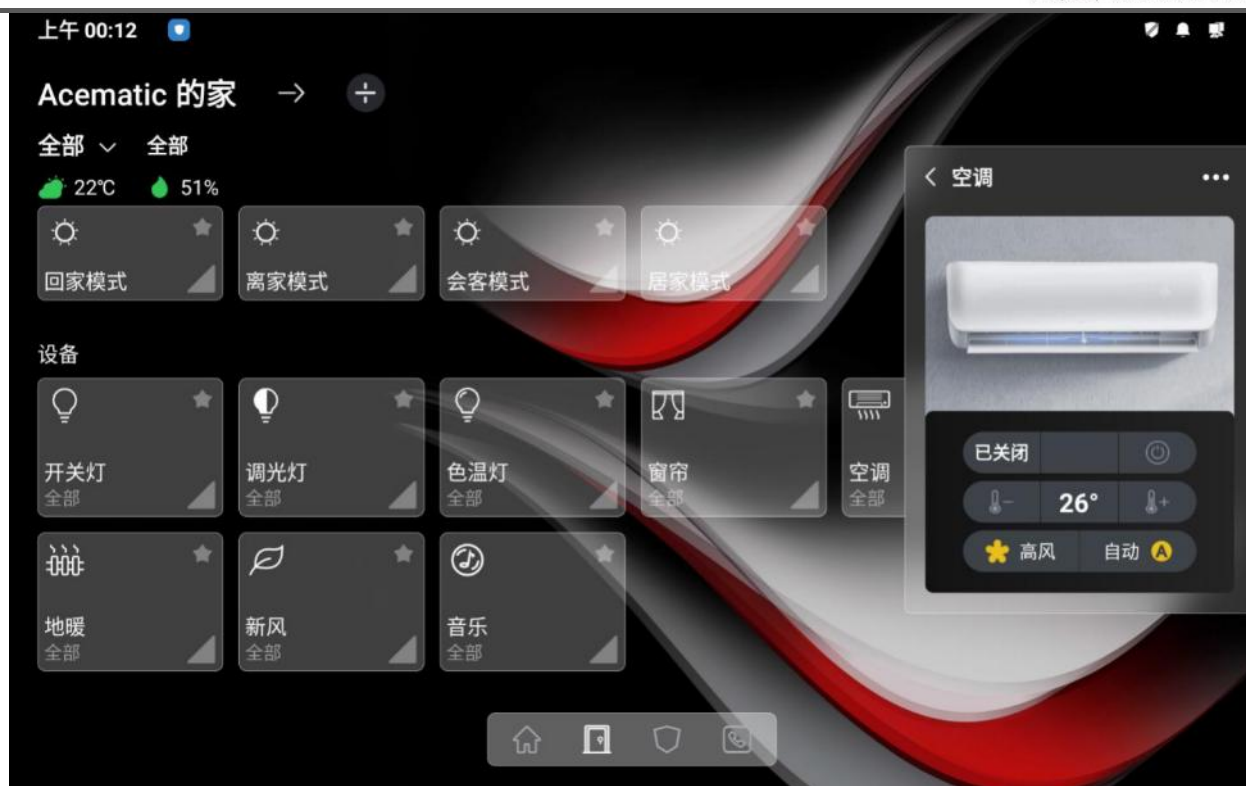 上午 00:12
Acematic 的家
全部 全部
22℃ 51%
回家模式 离家模式 会客模式 居家模式
设备
开关灯 调光灯 色温灯 窗帘 空调
全部 全部 全部 全部 全部
地暖 新风 音乐
全部 全部 全部
空调
已关闭
26°
高风 自动 A